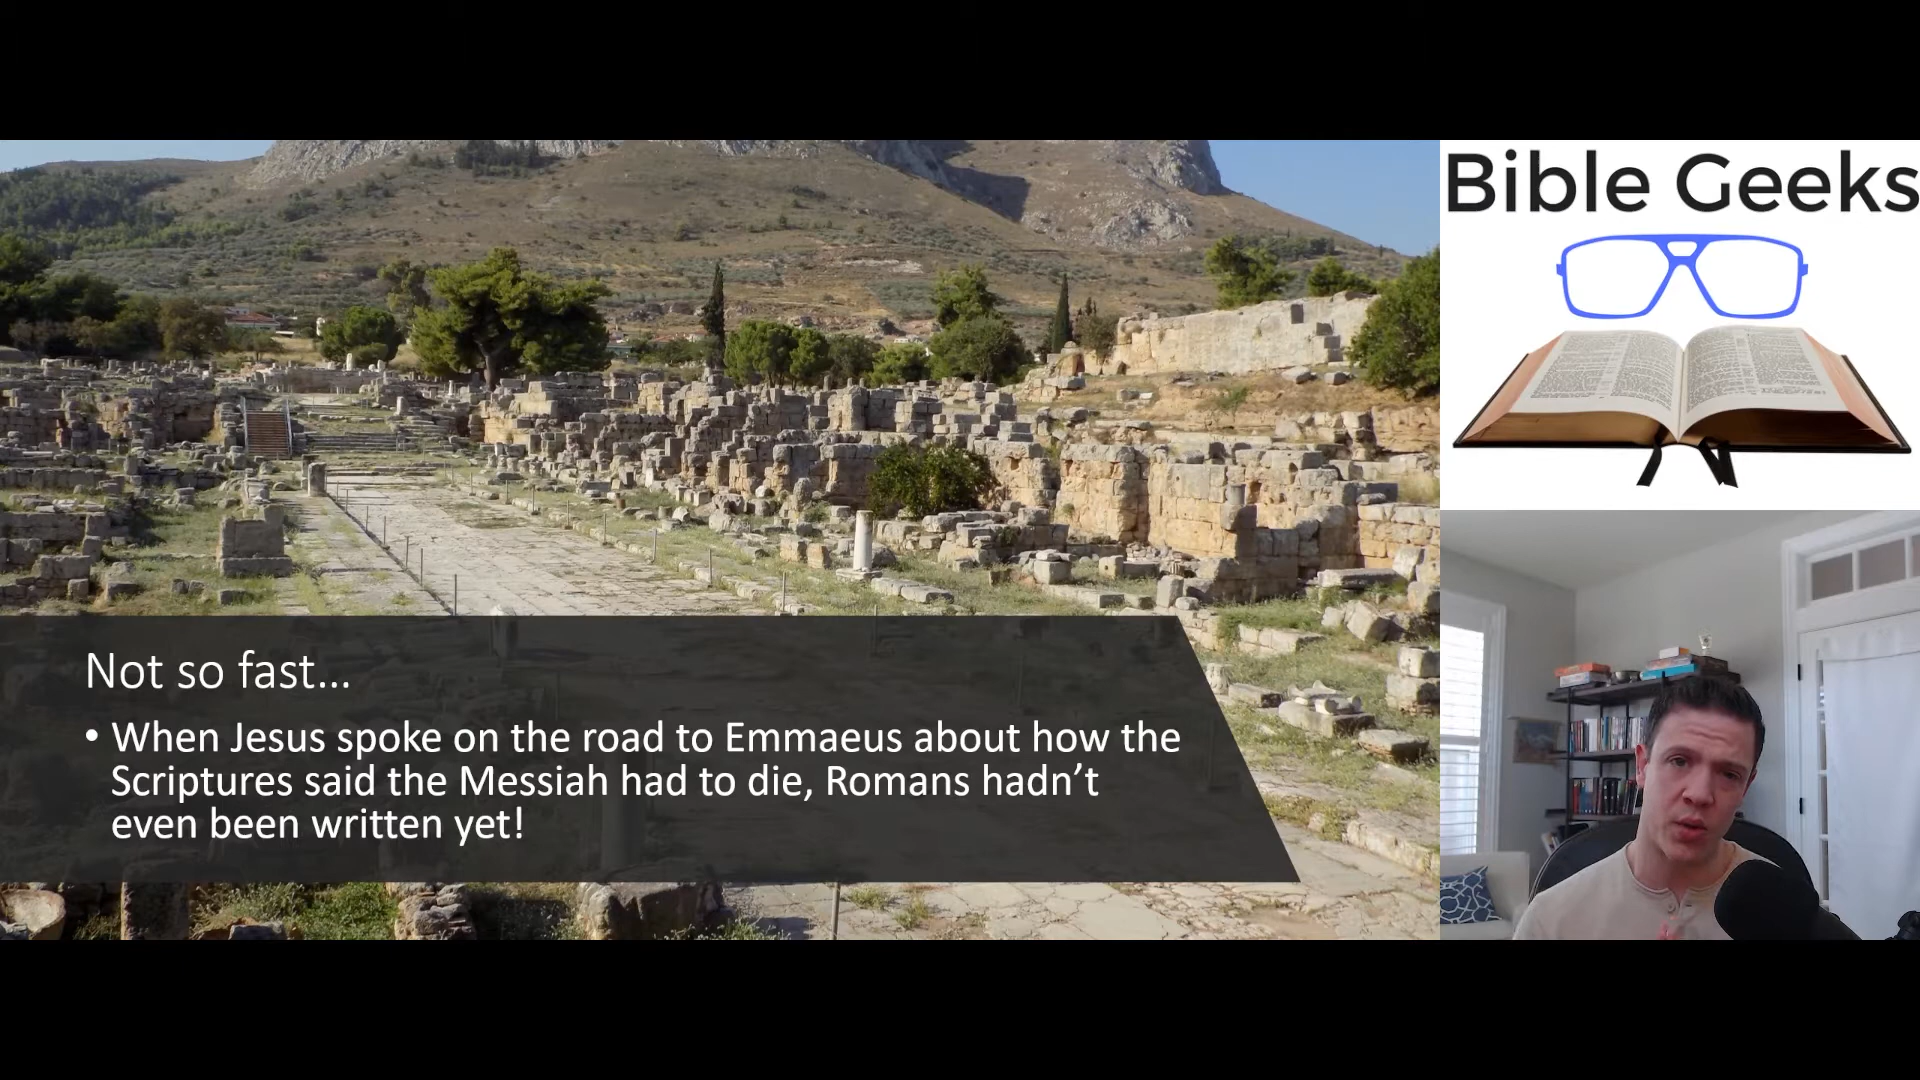 Bible Geeks
Not so fast...
• When Jesus spoke on the road to Emmaeus about how the
Scriptures said the Messiah had to die, Romans hadn’t
even been written yet!